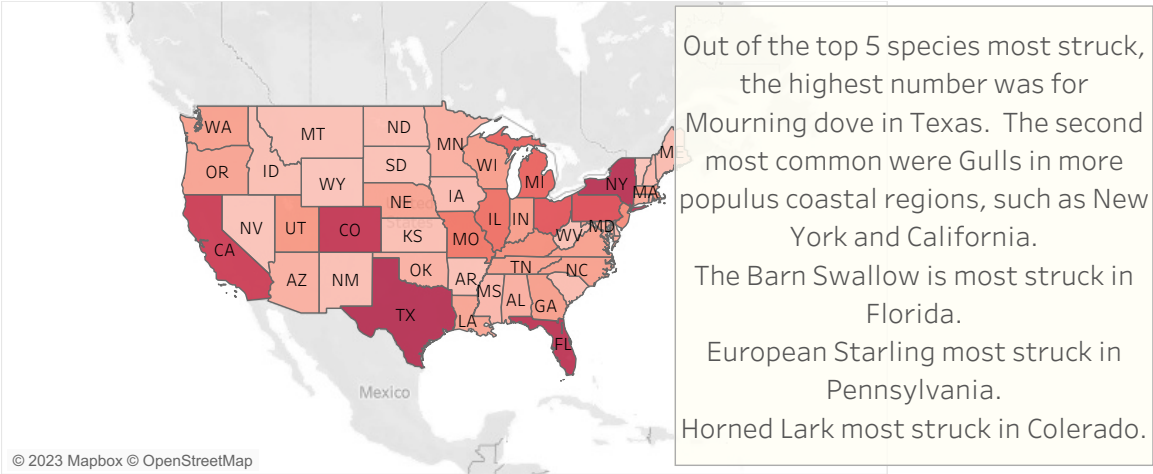 WA
MT
ND
MN
ME
OR
ID
SD
WI
MI
NY
MA
WY
IA
NE
NV
UT
CO
IL
IN
MD
WV
KS
MO
CA
AZ
NM
OK
TN
NC
AR
MS
AL
GA
TX
LA
FL
United
States
Mexico
© 2023 Mapbox © OpenStreetMap
Out of the top 5 species most struck,
the highest number was for
Mourning dove in Texas. The second
most common were Gulls in more
populus coastal regions, such as New
York and California.
The Barn Swallow is most struck in
Florida.
European Starling most struck in
Pennsylvania.
Horned Lark most struck in Colerado.